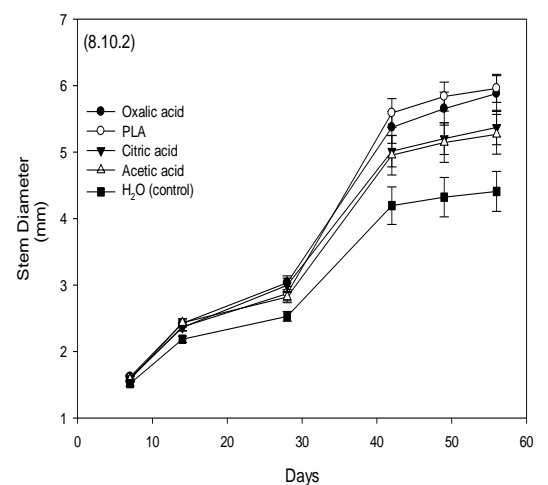 (8.10.2)
Oxalic acid
PLA
Citric acid
Acetic acid
H₂O (control)
Stem Diameter
(mm)
7
6
5
4
3
2
1
0 10 20 30 40 50 60
Days